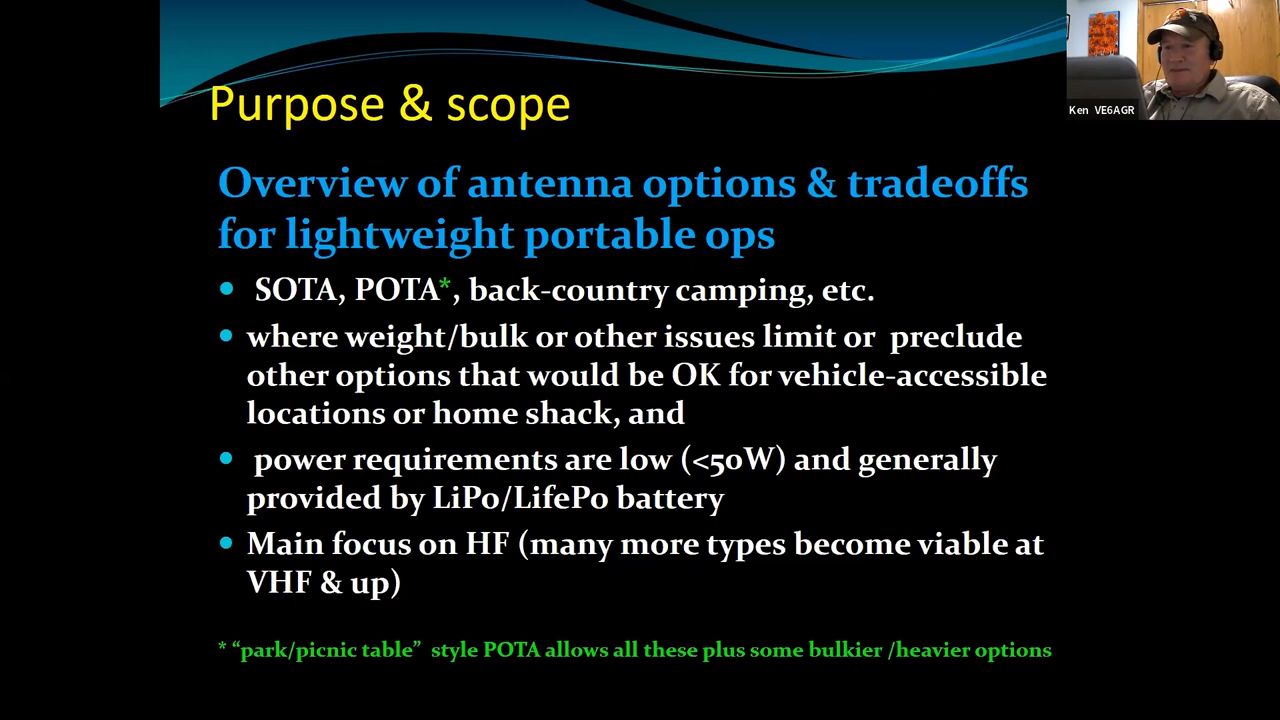 Purpose & scope
Ken VE6AGR
Overview of antenna options & tradeoffs
for lightweight portable ops
• SOTA, POTA*, back-country camping, etc.
• where weight/bulk or other issues limit or preclude
other options that would be OK for vehicle-accessible
locations or home shack, and
• power requirements are low (<50W) and generally
provided by LiPo/LifePo battery
• Main focus on HF (many more types become viable at
VHF & up)
* “park/picnic table” style POTA allows all these plus some bulkier /heavier options